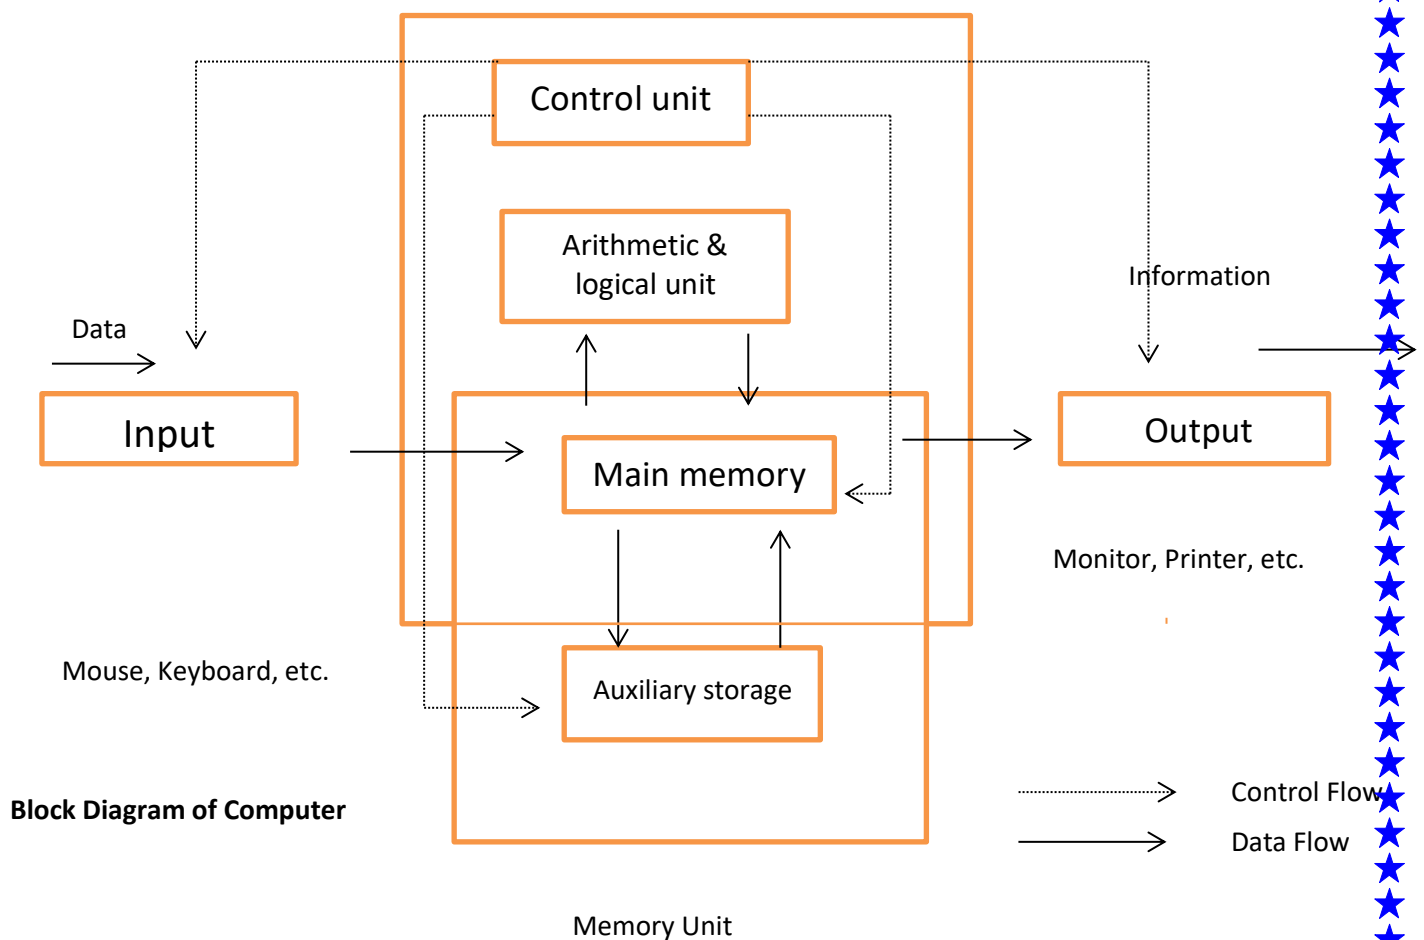 Control unit
Arithmetic &
logical unit
Information
Data
Input
Output
Main memory
Monitor, Printer, etc.
Mouse, Keyboard, etc.
Auxiliary storage
Control Flow
Block Diagram of Computer
Data Flow
Memory Unit